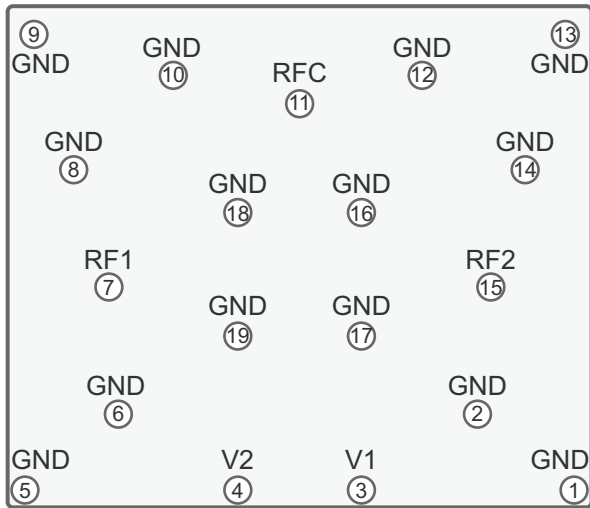 9 13
GND GND
GND GND
10 12
RFC
11
GND GND
8 14
GND GND
18 16
RF1 RF2
7 15
GND GND
19 17
GND GND
6 2
GND V2 V1 GND
5 4 3 1